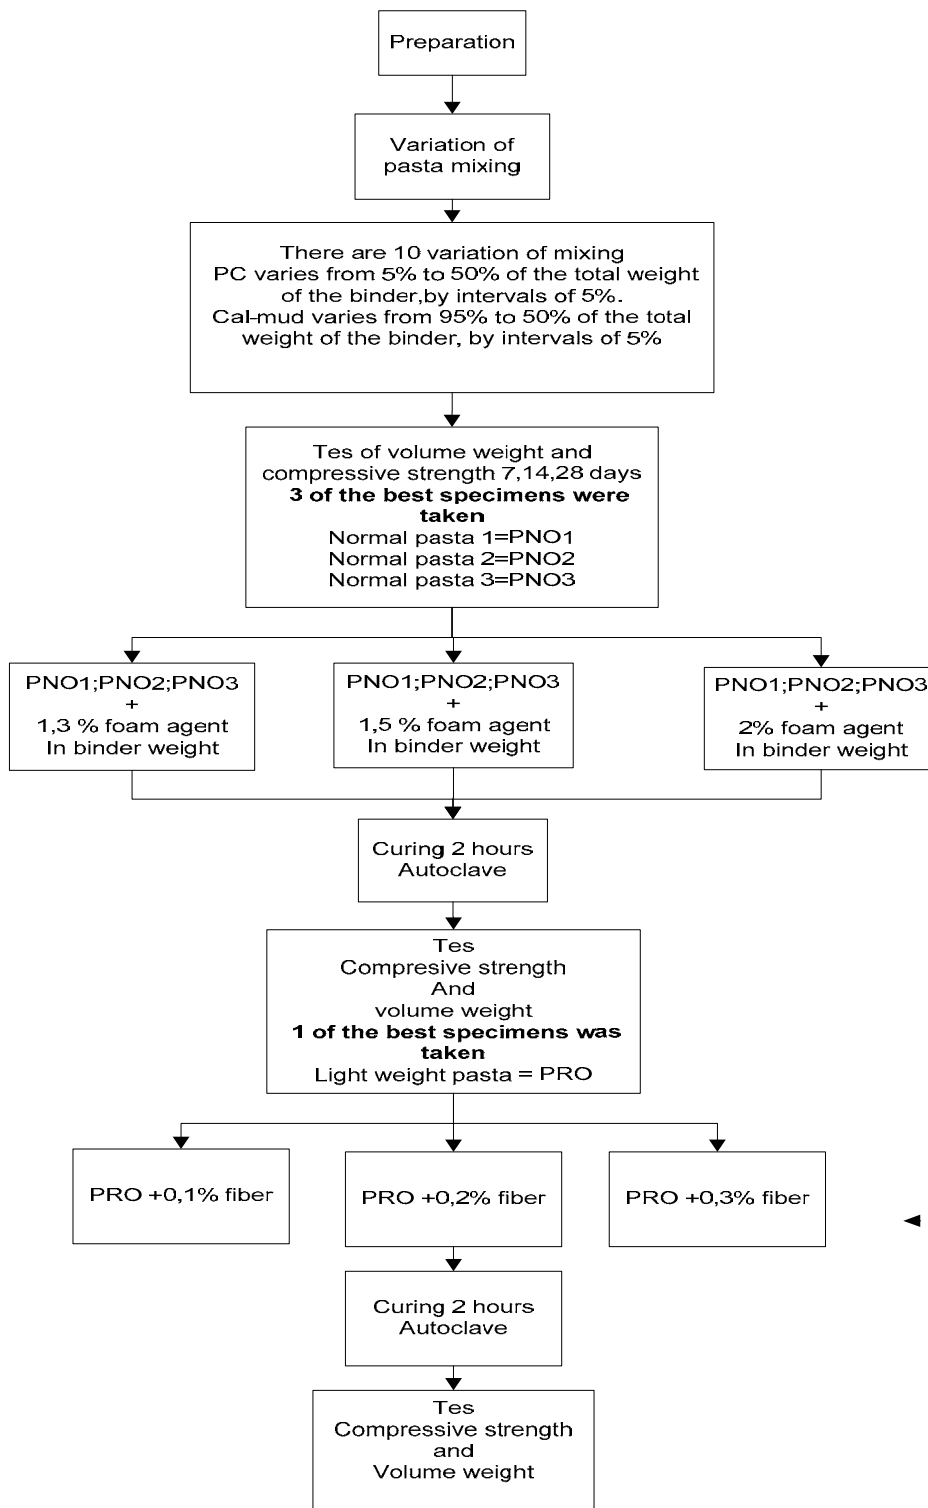 Preparation
Variation of
pasta mixing
There are 10 variation of mixing
PC varies from 5% to 50% of the total weight
of the binder,by intervals of 5%.
Cal-mud varies from 95% to 50% of the total
weight of the binder, by intervals of 5%
Tes of volume weight and
compressive strength 7,14,28 days
3 of the best specimens were
taken
Normal pasta 1=PNO1
Normal pasta 2=PNO2
Normal pasta 3=PNO3
PNO1;PNO2;PNO3
+
1,3 % foam agent
In binder weight
PNO1;PNO2;PNO3
+
1,5 % foam agent
In binder weight
PNO1;PNO2;PNO3
+
2% foam agent
In binder weight
Curing 2 hours
Autoclave
Tes
Compresive strength
And
volume weight
1 of the best specimens was
taken
Light weight pasta = PRO
PRO +0,1% fiber
PRO +0,2% fiber
PRO +0,3% fiber
Curing 2 hours
Autoclave
Tes
Compressive strength
and
Volume weight